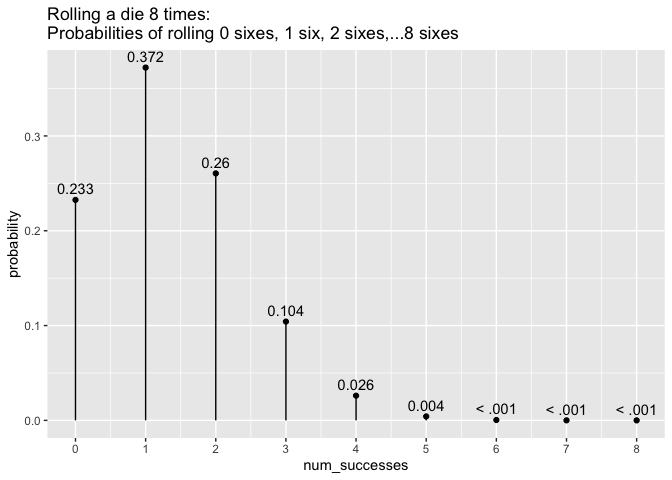 Rolling a die 8 times:
Probabilities of rolling 0 sixes, 1 six, 2 sixes,...8 sixes
0.372
0.3
0.26
0.233
0.2
probability
0.104
0.1
0.026
0.004
< .001
< .001
< .001
0.0
0 1 2 3 4 5 6 7 8
num_successes